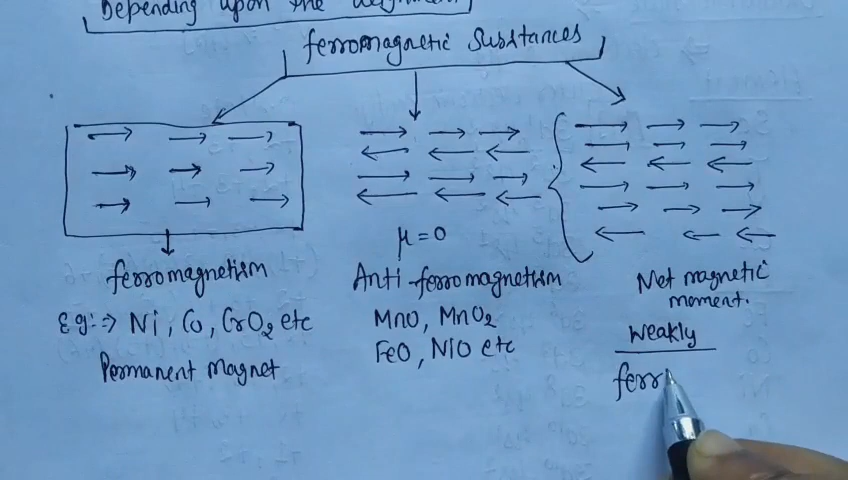 Depending upon the alignment
ferromagnetic substances
μ = 0
ferromagnetism
Eg:→ Ni, Co, CrO2 etc
Permanent magnet
Anti-ferromagnetism
MnO, MnO2
FeO, NiO etc
Net magnetic
moment.
Weakly
ferr